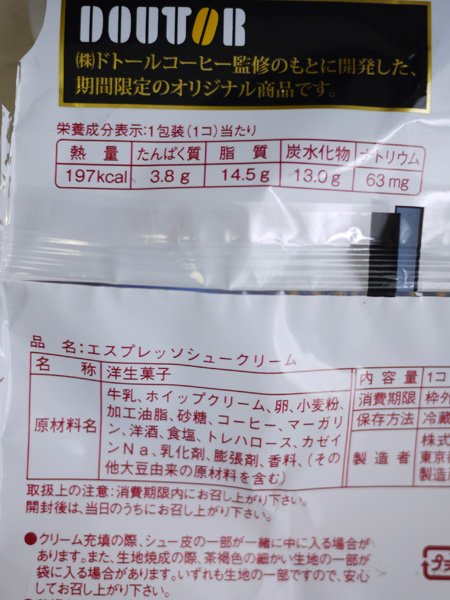 DOUTOR
㈱ドトールコーヒー監修のもとに開発した、
期間限定のオリジナル商品です。
栄養成分表示:1包装(1コ)当たり
熱量 たんぱく質 脂質 炭水化物 ナトリウム
197kcal 3.8g 14.5g 13.0g 63mg
品名:エスプレッソシュークリーム
名称 洋生菓子
原材料名 牛乳、ホイップクリーム、卵、小麦粉、
加工油脂、砂糖、コーヒー、マーガリ
ン、洋酒、食塩、トレハロース、カゼイ
ンNa、乳化剤、膨張剤、香料、(その
他大豆由来の原材料を含む)
内容量 1コ
消費期限 枠外
保存方法 冷蔵
製造者 株式
東京都
製造
取扱上の注意:消費期限内にお召し上がり下さい。
開封後は、当日のうちにお召し上がり下さい。
●クリーム充填の際、シュー皮の一部が一緒に中に入る場合が
あります。また、生地焼成の際、茶褐色の細かい生地の一部が
袋に入る場合があります。いずれも生地の一部ですので、安心
してお召し上がり下さい。
プラ